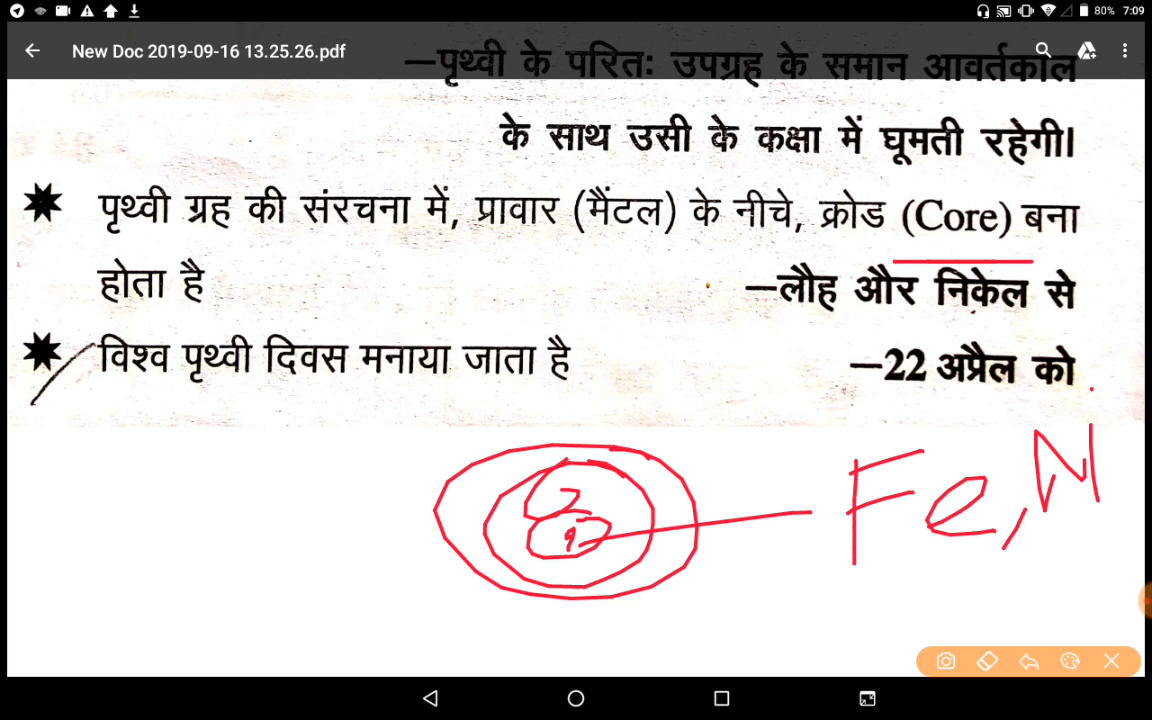 80% 7:09
New Doc 2019-09-16 13.25.26.pdf
—पृथ्वी के परितः उपग्रह के समान आवर्तकाल
के साथ उसी के कक्षा में घूमती रहेगी।
पृथ्वी ग्रह की संरचना में, प्रावार (मैंटल) के नीचे, क्रोड (Core) बना
होता है —लौह और निकेल से
विश्व पृथ्वी दिवस मनाया जाता है —22 अप्रैल को
Fe, N